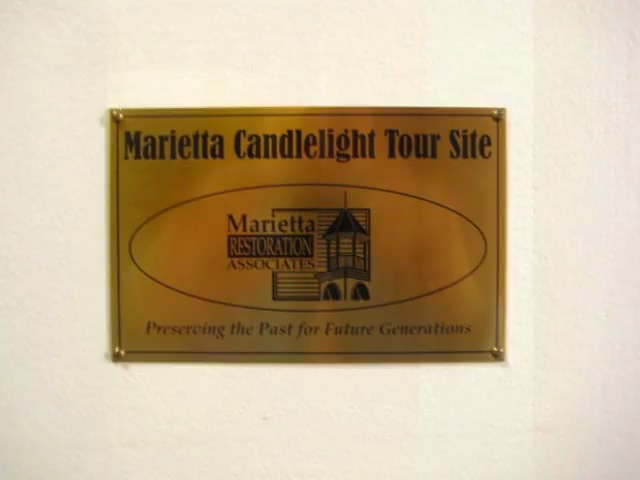 Marietta Candlelight Tour Site
Marietta
RESTORATION
ASSOCIATES
Preserving the Past for Future Generations